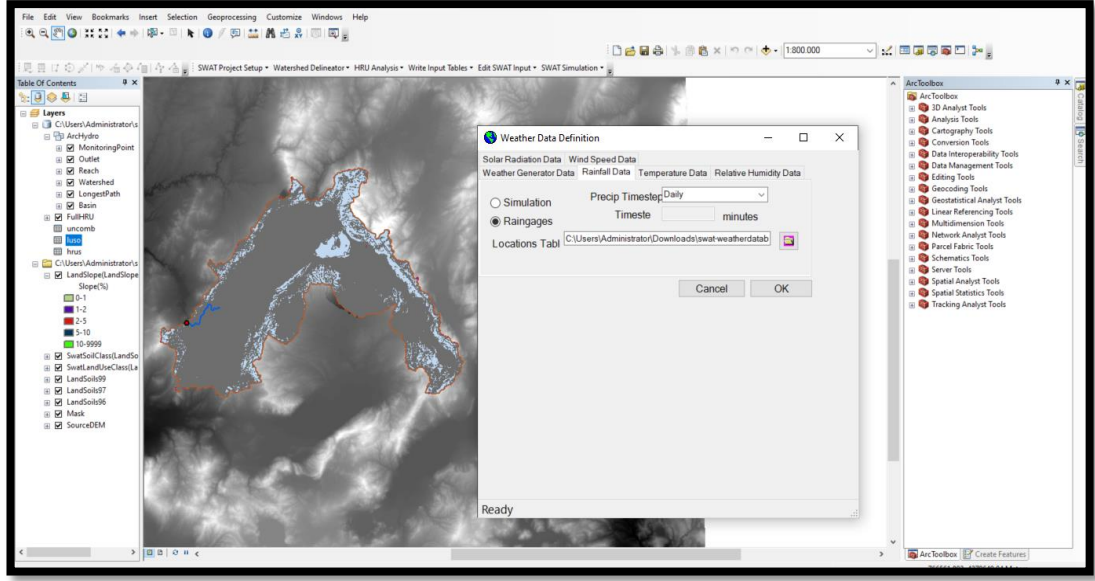 File Edit View Bookmarks Insert Selection Geoprocessing Customize Windows Help
1:800.000
SWAT Project Setup Watershed Delineator HRU Analysis Write Input Tables Edit SWAT Input SWAT Simulation
Table Of Contents
Layers
C:\Users\Administrator\s
ArcHydro
MonitoringPoint
Outlet
Reach
Watershed
LongestPath
Basin
FullHRU
uncomb
luso
hrus
C:\Users\Administrator\s
LandSlope(LandSlope
Slope(%)
0-1
1-2
2-5
5-10
10-9999
SwatSoilClass(LandSo
SwatLandUseClass(La
LandSoils99
LandSoils97
LandSoils96
Mask
SourceDEM
Weather Data Definition
Solar Radiation Data Wind Speed Data
Weather Generator Data Rainfall Data Temperature Data Relative Humidity Data
Simulation
Raingages
Precip Timestep Daily
Timeste minutes
Locations Tabl C:\Users\Administrator\Downloads\swat-weatherdatab
Cancel OK
Ready
ArcToolbox
ArcToolbox
3D Analyst Tools
Analysis Tools
Cartography Tools
Conversion Tools
Data Interoperability Tools
Data Management Tools
Editing Tools
Geocoding Tools
Geostatistical Analyst Tools
Linear Referencing Tools
Multidimension Tools
Network Analyst Tools
Parcel Fabric Tools
Schematics Tools
Server Tools
Spatial Analyst Tools
Spatial Statistics Tools
Tracking Analyst Tools
Catalog
Search
ArcToolbox Create Features